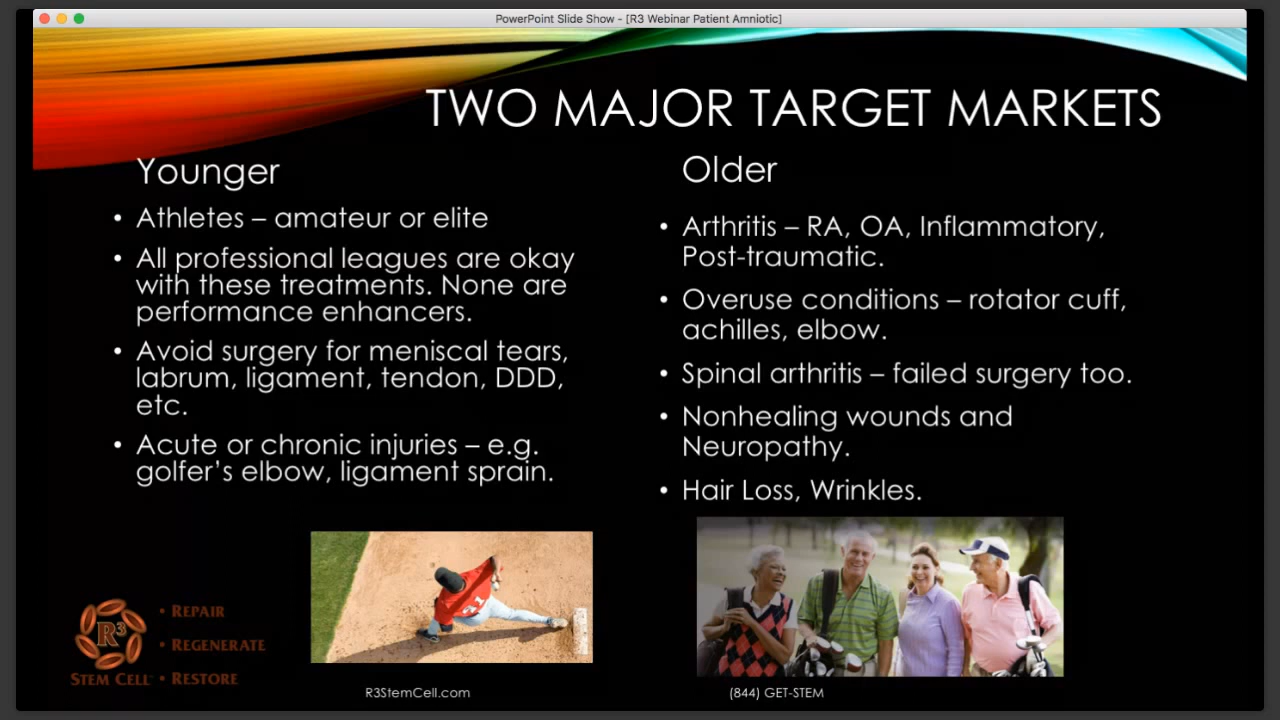 PowerPoint Slide Show - [R3 Webinar Patient Amniotic]
TWO MAJOR TARGET MARKETS
Younger
• Athletes – amateur or elite
• All professional leagues are okay
with these treatments. None are
performance enhancers.
• Avoid surgery for meniscal tears,
labrum, ligament, tendon, DDD,
etc.
• Acute or chronic injuries – e.g.
golfer's elbow, ligament sprain.
Older
• Arthritis – RA, OA, Inflammatory,
Post-traumatic.
• Overuse conditions – rotator cuff,
achilles, elbow.
• Spinal arthritis – failed surgery too.
• Nonhealing wounds and
Neuropathy.
• Hair Loss, Wrinkles.
R3
STEM CELL
• REPAIR
• REGENERATE
• RESTORE
R3StemCell.com
(844) GET-STEM